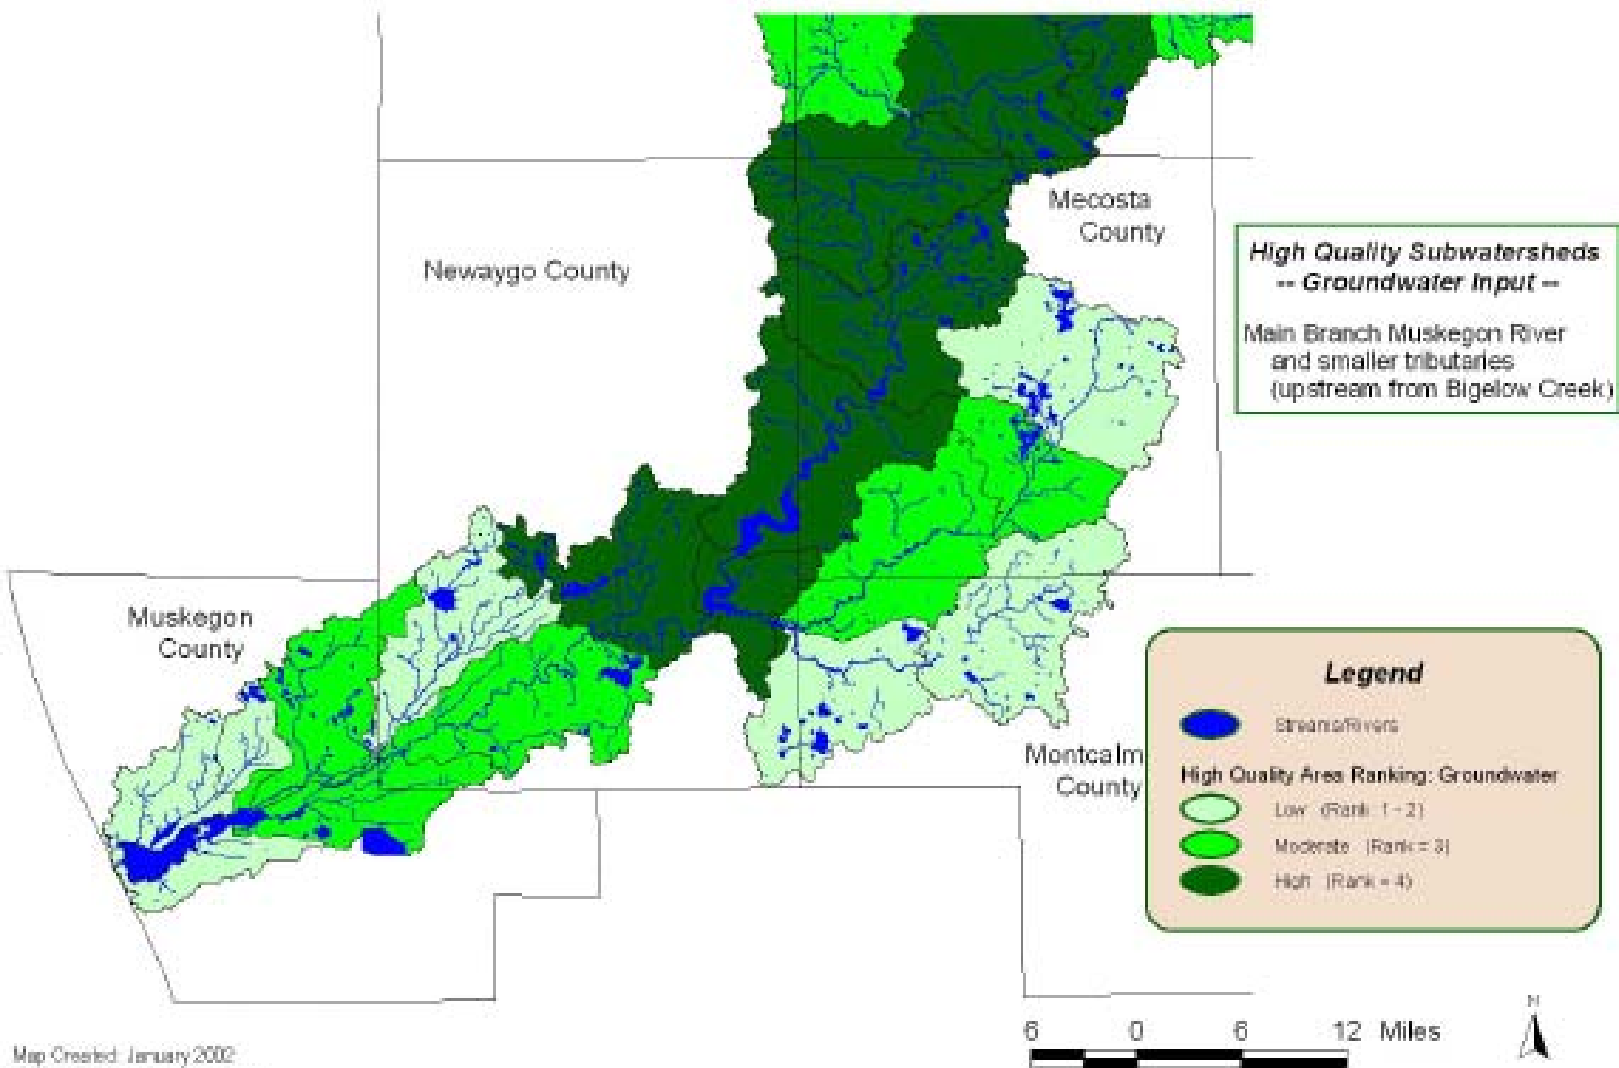 Mecosta
County
Newaygo County
High Quality Subwatersheds
-- Groundwater Input --
Main Branch Muskegon River
and smaller tributaries
(upstream from Bigelow Creek)
Muskegon
County
Montcalm
County
Legend
Streams/Rivers
High Quality Area Ranking: Groundwater
Low (Rank 1 - 2)
Moderate (Rank = 3)
High (Rank = 4)
6 0 6 12 Miles
N
Map Created: January 2002